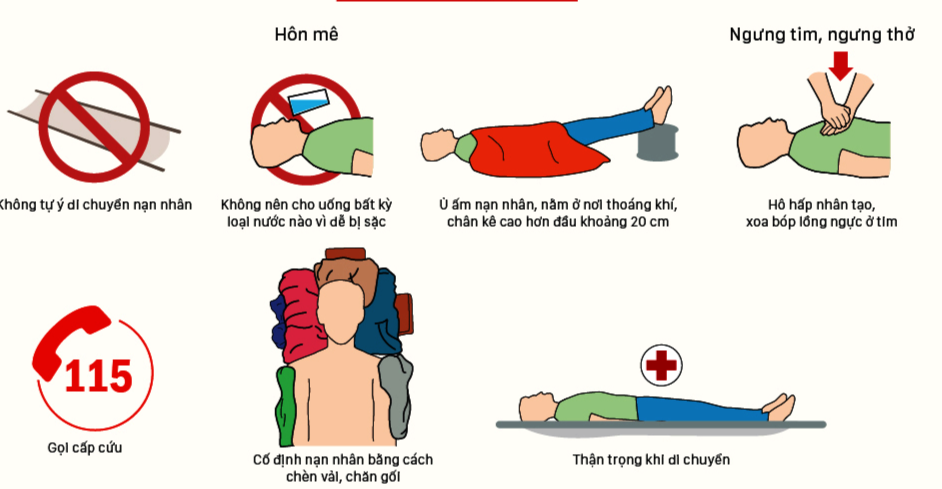 Hôn mê
Ngưng tim, ngưng thở
Không tự ý di chuyển nạn nhân
Không nên cho uống bất kỳ
loại nước nào vì dễ bị sặc
Ủ ấm nạn nhân, nằm ở nơi thoáng khí,
chân kê cao hơn đầu khoảng 20 cm
Hô hấp nhân tạo,
xoa bóp lồng ngực ở tim
115
Gọi cấp cứu
Cố định nạn nhân bằng cách
chèn vải, chăn gối
Thận trọng khi di chuyển